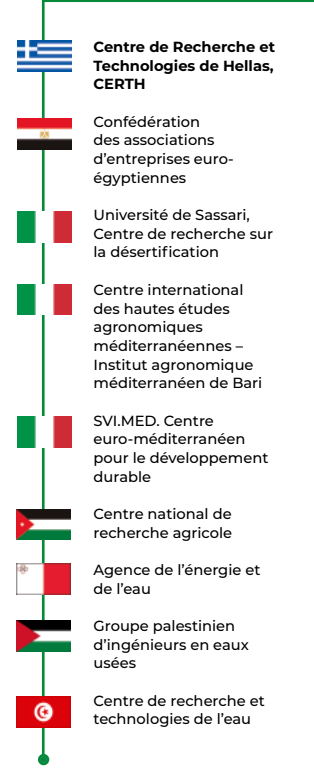 Centre de Recherche et
Technologies de Hellas,
CERTH
Confédération
des associations
d’entreprises euro-
égyptiennes
Université de Sassari,
Centre de recherche sur
la désertification
Centre international
des hautes études
agronomiques
méditerranéennes –
Institut agronomique
méditerranéen de Bari
SVI.MED. Centre
euro-méditerranéen
pour le développement
durable
Centre national de
recherche agricole
Agence de l’énergie et
de l’eau
Groupe palestinien
d’ingénieurs en eaux
usées
Centre de recherche et
technologies de l’eau